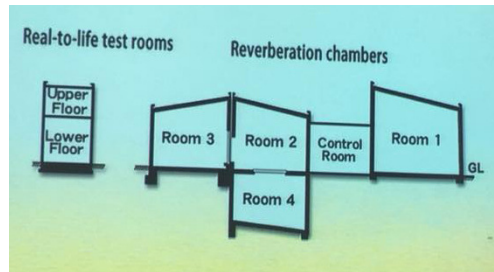 Real-to-life test rooms
Reverberation chambers
Upper
Floor
Lower
Floor
Room 3
Room 2
Control
Room
Room 1
GL
Room 4